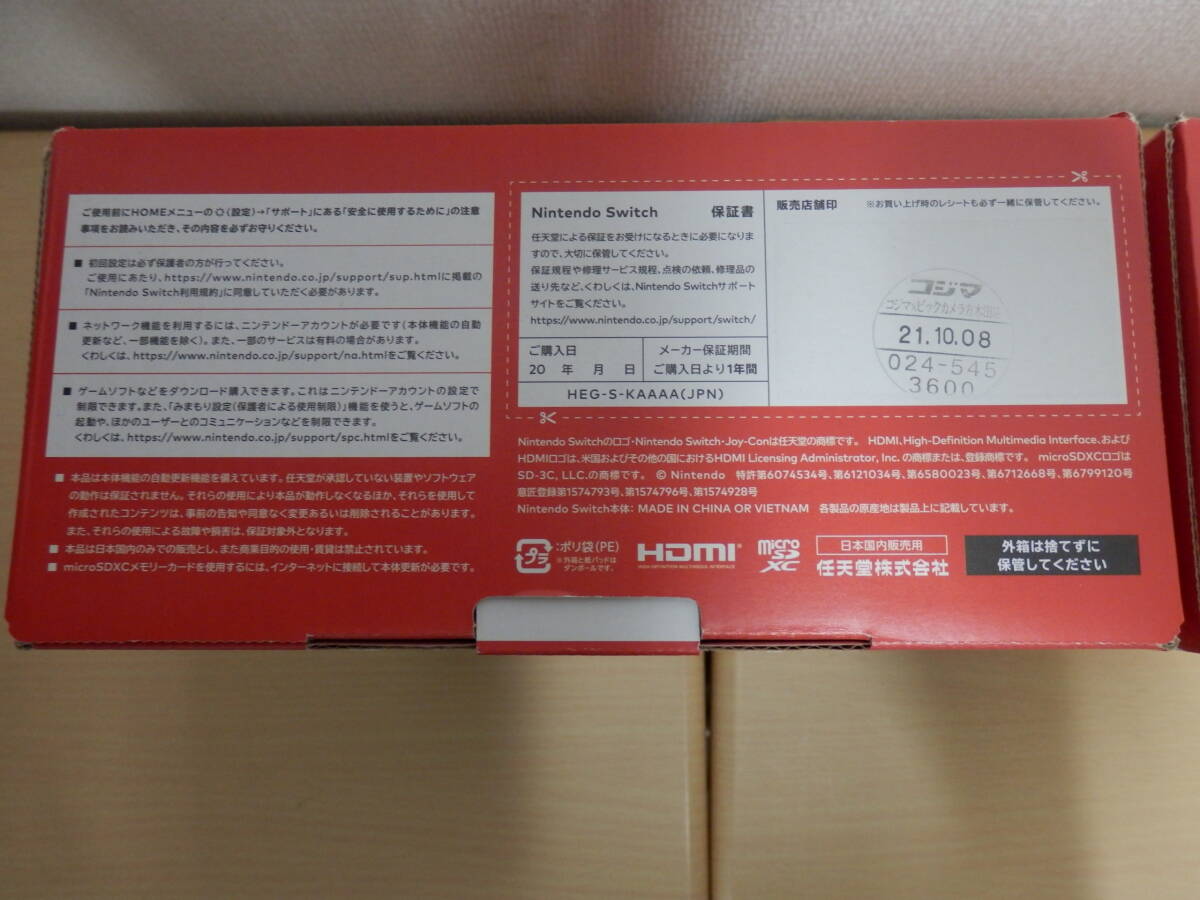 ご使用前にHOMEメニューの(設定)→「サポート」にある「安全に使用するために」の注意
事項をお読みいただき、その内容を必ずお守りください。
■ 初回設定は必ず保護者の方が行ってください。
ご使用にあたり、https://www.nintendo.co.jp/support/sup.htmlに掲載の
「Nintendo Switch利用規約」に同意していただく必要があります。
■ ネットワーク機能を利用するには、ニンテンドーアカウントが必要です(本体機能の自動
更新など、一部機能を除く)。また、一部のサービスは有料の場合があります。
くわしくは、https://www.nintendo.co.jp/support/na.htmlをご覧ください。
■ ゲームソフトなどをダウンロード購入できます。これはニンテンドーアカウントの設定で
制限できます。また、「みまもり設定(保護者による使用制限)」機能を使うと、ゲームソフトの
起動や、ほかのユーザーとのコミュニケーションなどを制限できます。
くわしくは、https://www.nintendo.co.jp/support/spc.htmlをご覧ください。
■ 本品は本体機能の自動更新機能を備えています。任天堂が承認していない装置やソフトウェア
の動作は保証されません。それらの使用により本品が動作しなくなるほか、それらを使用して
作成されたコンテンツは、事前の告知や同意なく変更あるいは削除されることがあります。
また、それらの使用による故障や損害は、保証対象外となります。
■ 本品は日本国内のみでの販売とし、また商業目的の使用・賃貸は禁止されています。
■ microSDXCメモリーカードを使用するには、インターネットに接続して本体更新が必要です。
Nintendo Switch 保証書
任天堂による保証をお受けになるときに必要になりま
すので、大切に保管してください。
保証規程や修理サービス規程、点検の依頼、修理品の
送り先など、くわしくは、Nintendo Switchサポート
サイトをご覧ください。
https://www.nintendo.co.jp/support/switch/
ご購入日
20 年 月 日
メーカー保証期間
ご購入日より1年間
HEG-S-KAAAA(JPN)
販売店舗印 ※お買い上げ時のレシートも必ず一緒に保管してください。
コジマ
コジマ×ビックカメラ
21.10.08
024-545
3600
Nintendo Switchのロゴ・Nintendo Switch・Joy-Conは任天堂の商標です。 HDMI、High-Definition Multimedia Interface、および
HDMIロゴは、米国およびその他の国におけるHDMI Licensing Administrator, Inc. の商標または、登録商標です。 microSDXCロゴは
SD-3C, LLC.の商標です。 © Nintendo 特許第6074534号、第6121034号、第6580023号、第6712668号、第6799120号
意匠登録第1574793号、第1574796号、第1574928号
Nintendo Switch本体: MADE IN CHINA OR VIETNAM 各製品の原産地は製品上に記載しています。
プラ
:ポリ袋(PE)
※外箱と紙パッドは
ダンボールです。
HDMI
HIGH-DEFINITION MULTIMEDIA INTERFACE
micro
SD
XC
日本国内販売用
任天堂株式会社
外箱は捨てずに
保管してください